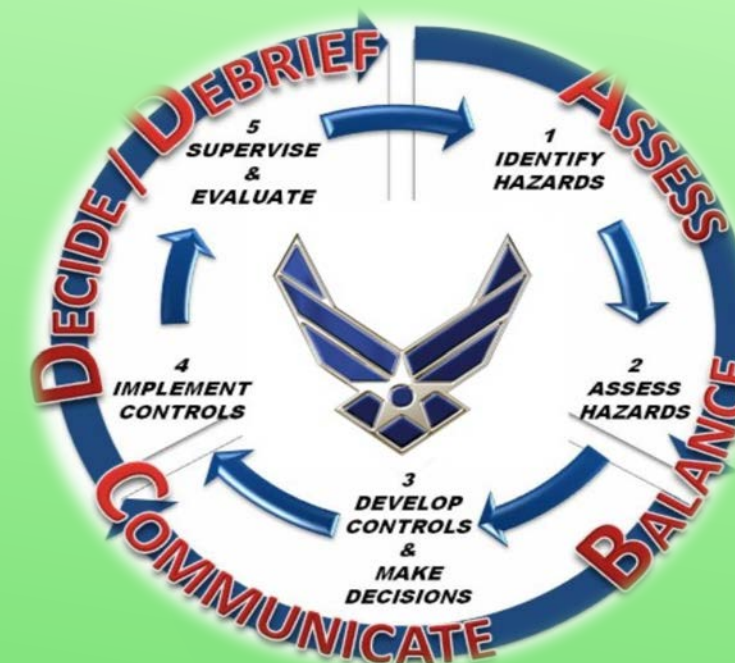 ASSESS
BALANCE
COMMUNICATE
DECIDE / DEBRIEF
1
IDENTIFY
HAZARDS
2
ASSESS
HAZARDS
3
DEVELOP
CONTROLS
&
MAKE
DECISIONS
4
IMPLEMENT
CONTROLS
5
SUPERVISE
&
EVALUATE